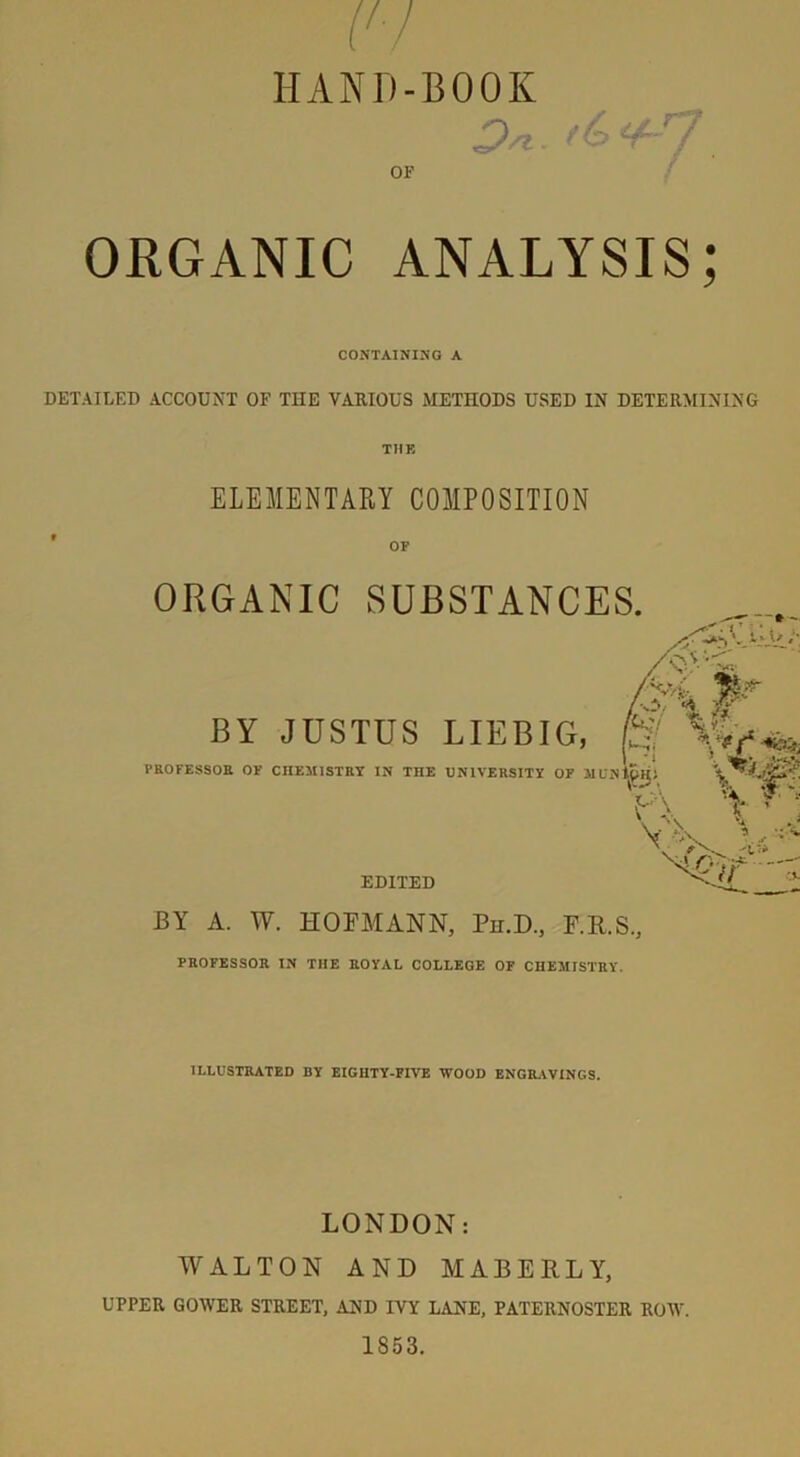 HAND-BOOK
OF
ORGANIC ANALYSIS;
CONTAINING A
DETAILED ACCOUNT OF THE VARIOUS METHODS USED IN DETERMINING
THE
ELEMENTARY COMPOSITION
OF
ORGANIC SUBSTANCES.
BY JUSTUS LIEBIG,
PROFESSOR OF CHEMISTRY IN THE UNIVERSITY OF MUNICH.
EDITED
BY A. W. HOFMANN, PH.D., F.R.S.,
PROFESSOR IN THE ROYAL COLLEGE OF CHEMISTRY.
ILLUSTRATED BY EIGHTY-FIVE WOOD ENGRAVINGS.
LONDON:
WALTON AND MABERLY,
UPPER GOWER STREET, AND IVY LANE, PATERNOSTER ROW.
1853.